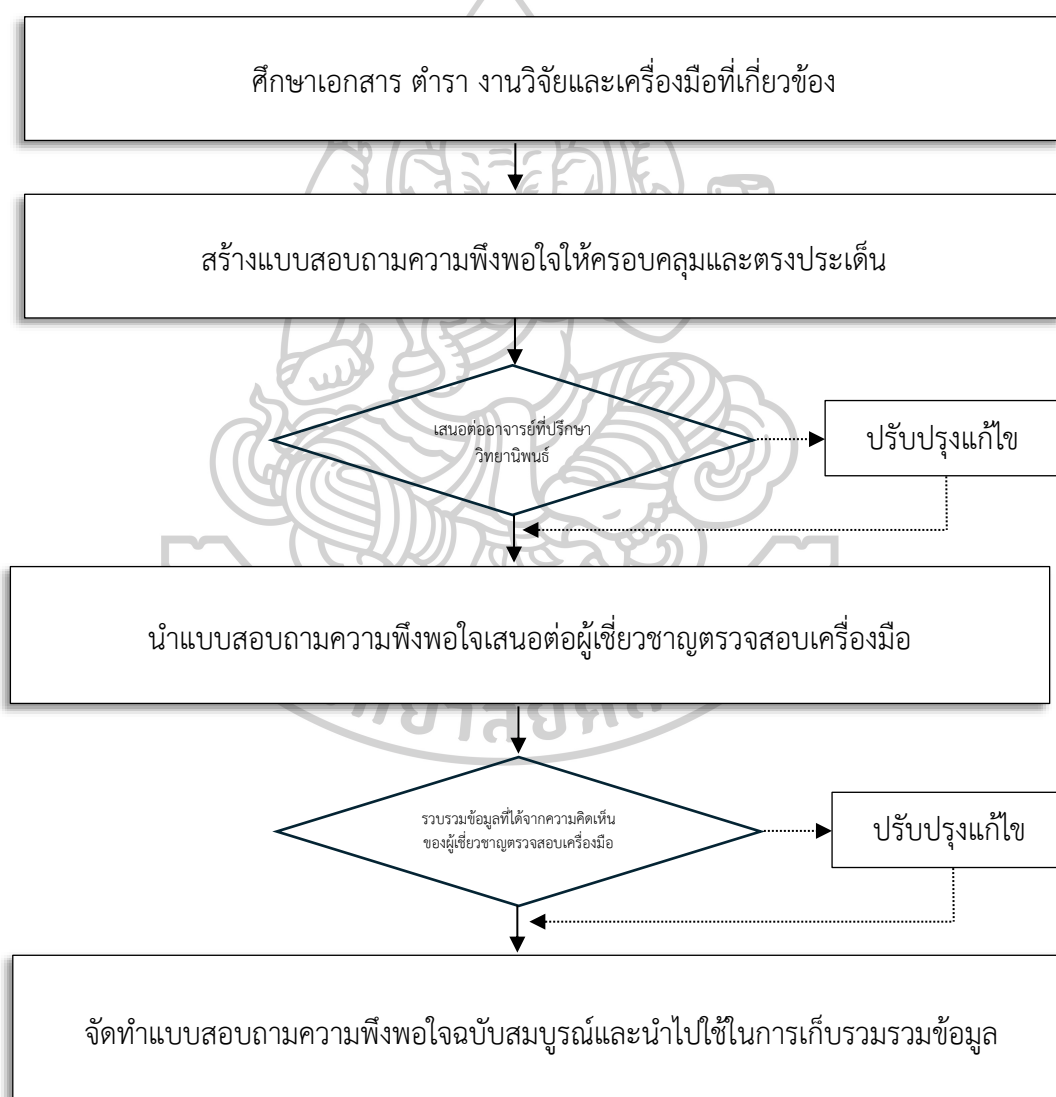 ศึกษาเอกสาร ตำรา งานวิจัยและเครื่องมือที่เกี่ยวข้อง
สร้างแบบสอบถามความพึงพอใจให้ครอบคลุมและตรงประเด็น
เสนอต่ออาจารย์ที่ปรึกษา
วิทยานิพนธ์
ปรับปรุงแก้ไข
นำแบบสอบถามความพึงพอใจเสนอต่อผู้เชี่ยวชาญตรวจสอบเครื่องมือ
รวบรวมข้อมูลที่ได้จากความคิดเห็น
ของผู้เชี่ยวชาญตรวจสอบเครื่องมือ
ปรับปรุงแก้ไข
จัดทำแบบสอบถามความพึงพอใจฉบับสมบูรณ์และนำไปใช้ในการเก็บรวมรวมข้อมูล